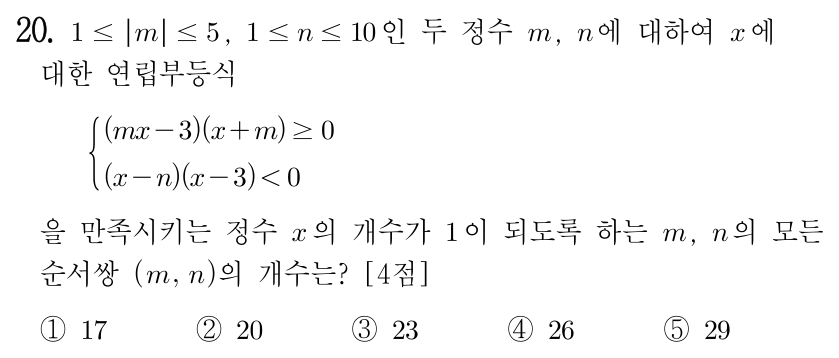 20. 1 ≤ |m| ≤ 5, 1 ≤ n ≤ 10인 두 정수 m, n에 대하여 x에
대한 연립부등식
(mx-3)(x+m) ≥ 0
(x-n)(x-3) < 0
을 만족시키는 정수 x의 개수가 1이 되도록 하는 m, n의 모든
순서쌍 (m, n)의 개수는? [4점]
① 17 ② 20 ③ 23 ④ 26 ⑤ 29